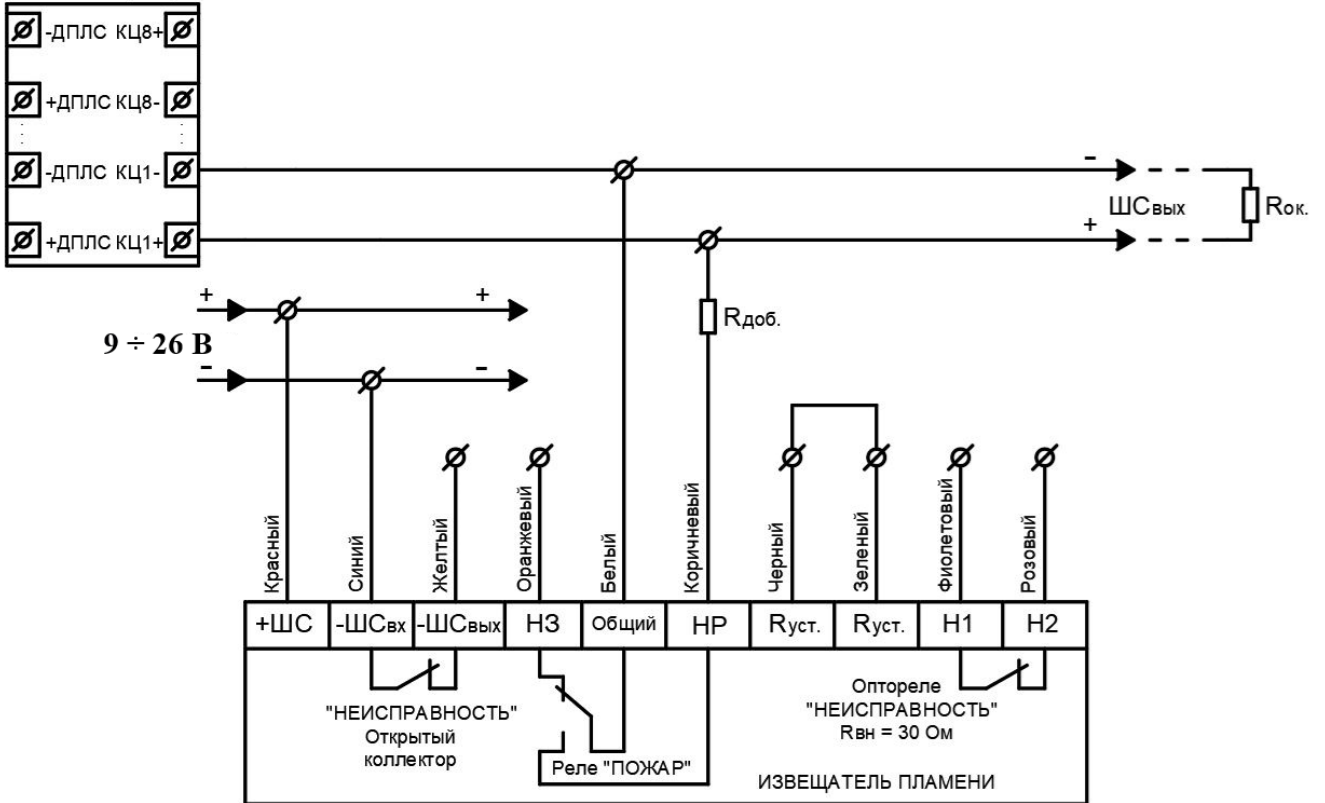 -ДПЛС КЦ8+
+ДПЛС КЦ8-
-ДПЛС КЦ1-
+ДПЛС КЦ1+
-
ШСвых
+
Rок.
+ +
9 ÷ 26 В
- -
Rдоб.
Красный
Синий
Желтый
Оранжевый
Белый
Коричневый
Черный
Зеленый
Фиолетовый
Розовый
+ШС -ШСвх -ШСвых НЗ Общий НР Rуст. Rуст. Н1 Н2
"НЕИСПРАВНОСТЬ"
Открытый
коллектор
Реле "ПОЖАР"
Оптореле
"НЕИСПРАВНОСТЬ"
Rвн = 30 Ом
ИЗВЕЩАТЕЛЬ ПЛАМЕНИ